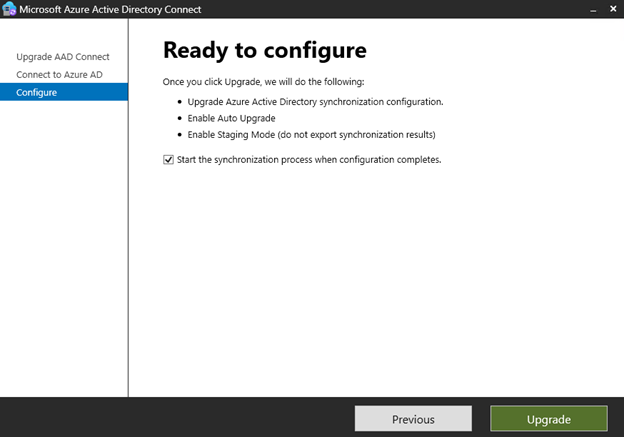 Microsoft Azure Active Directory Connect
Upgrade AAD Connect
Connect to Azure AD
Configure
Ready to configure
Once you click Upgrade, we will do the following:
Upgrade Azure Active Directory synchronization configuration.
Enable Auto Upgrade
Enable Staging Mode (do not export synchronization results)
Start the synchronization process when configuration completes.
Previous
Upgrade